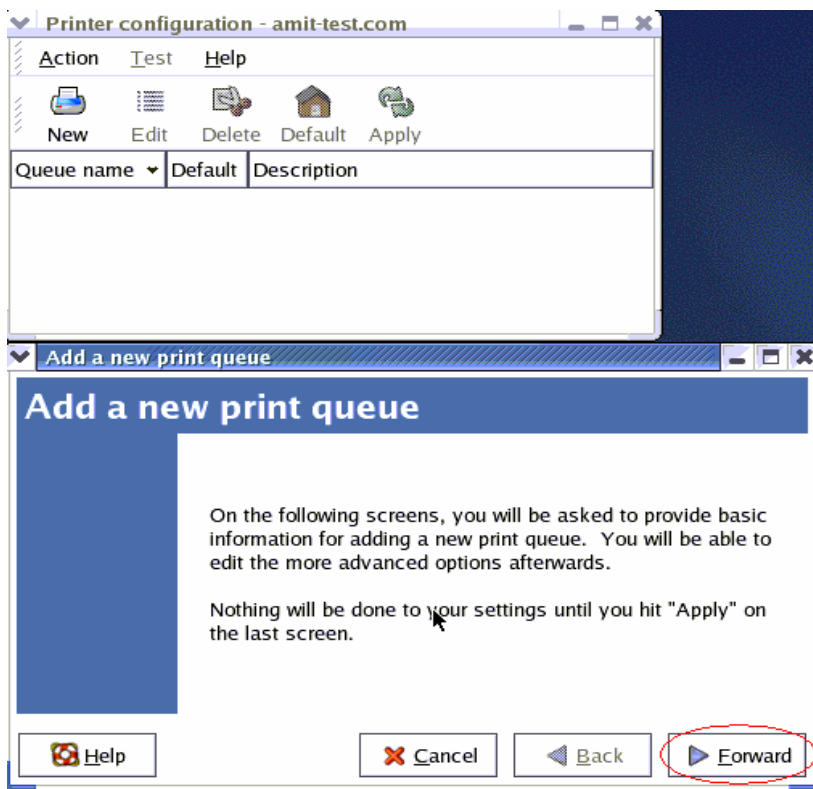 Printer configuration - amit-test.com
Action Test Help
New Edit Delete Default Apply
Queue name Default Description
Add a new print queue
Add a new print queue
On the following screens, you will be asked to provide basic
information for adding a new print queue. You will be able to
edit the more advanced options afterwards.
Nothing will be done to your settings until you hit "Apply" on
the last screen.
Help Cancel Back Forward